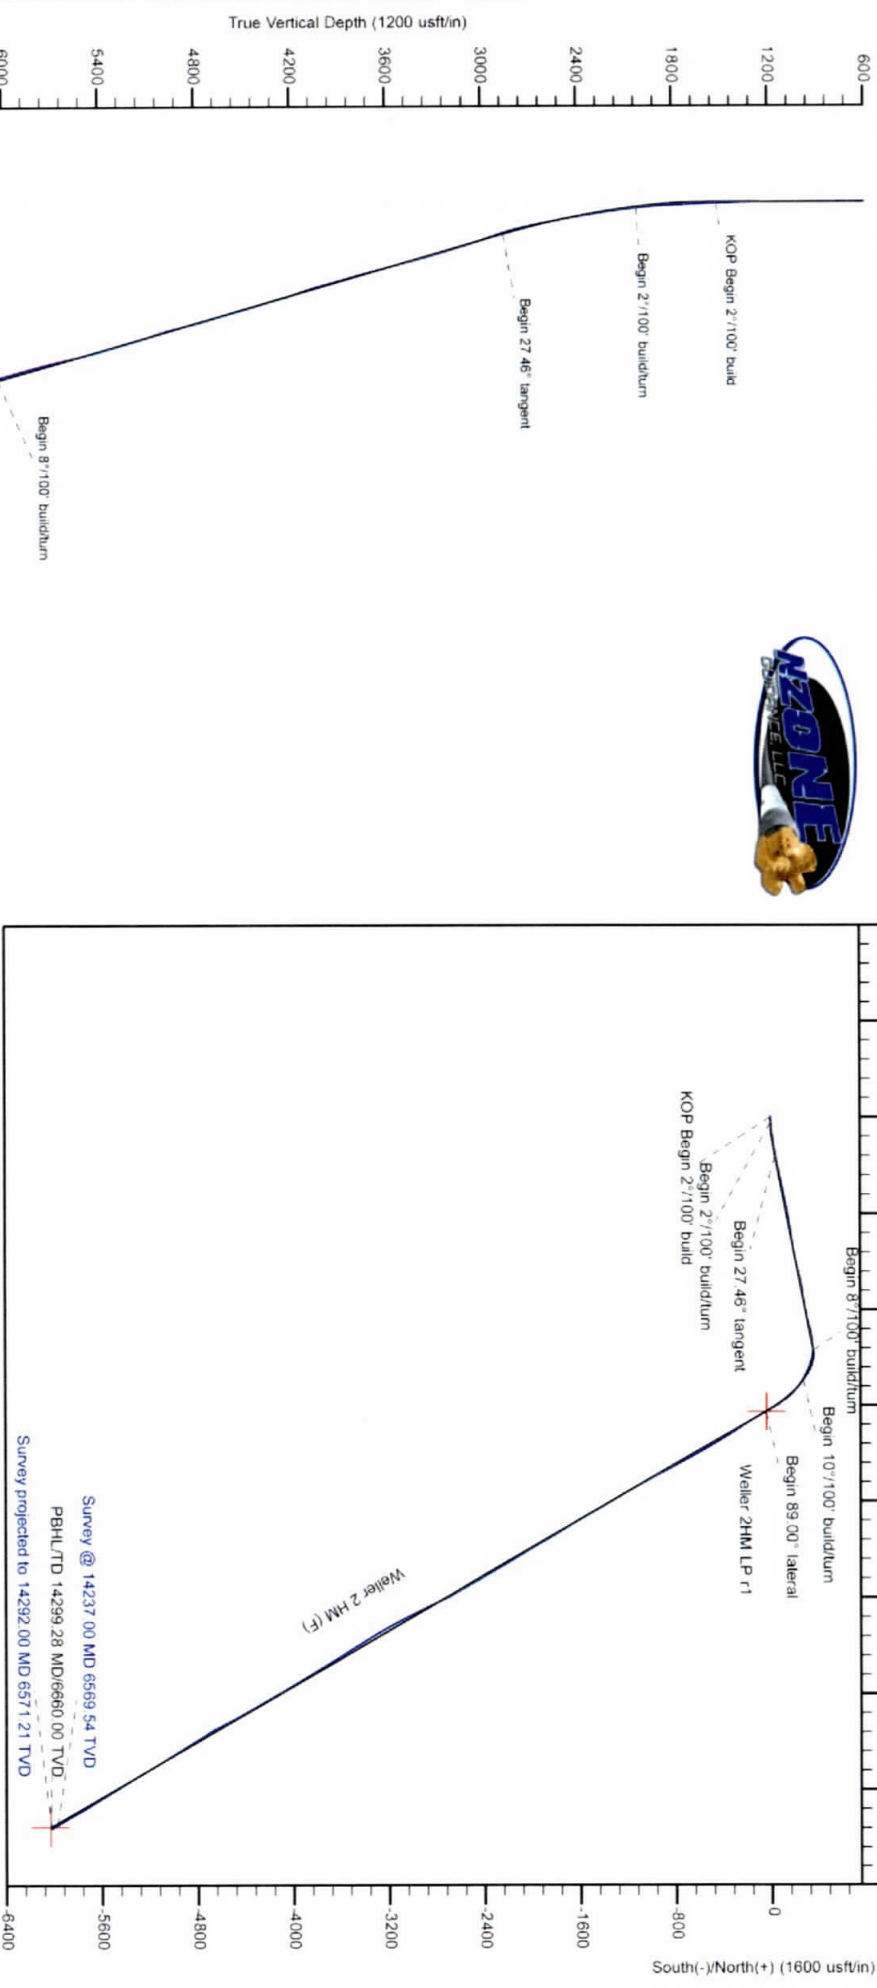 True Vertical Depth (1200 usft/in)
600
1200
1800
2400
3000
3600
4200
4800
5400
6000
KOP Begin 2°/100' build
Begin 2°/100' build/turn
Begin 27.46° tangent
Begin 8°/100' build/turn
NZONE
GUIDANCE LLC
Begin 8°/100' build/turn
Begin 10°/100' build/turn
Begin 89.00° lateral
Weller 2HM LP r1
Begin 27.46° tangent
Begin 2°/100' build/turn
KOP Begin 2°/100' build
Weller 2 HM (F)
Survey @ 14237.00 MD 6569.54 TVD
PBHL/TD 14299.28 MD/6660.00 TVD
Survey projected to 14292.00 MD 6571.21 TVD
0
-800
-1600
-2400
-3200
-4000
-4800
-5600
-6400
South(-)/North(+) (1600 usft/in)